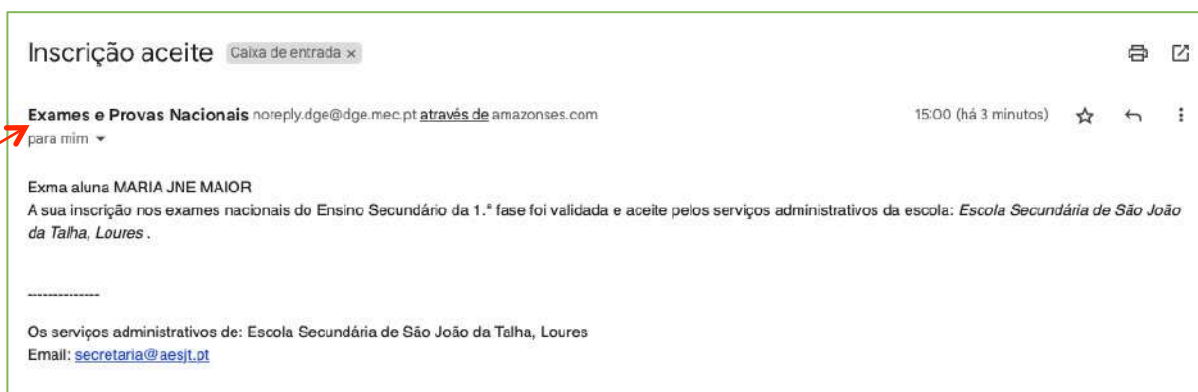 Inscrição aceite Caixa de entrada ×
Exames e Provas Nacionais noreply.dge@dge.mec.pt através de amazonses.com 15:00 (há 3 minutos)
para mim
Exma aluna MARIA JNE MAIOR
A sua inscrição nos exames nacionais do Ensino Secundário da 1.ª fase foi validada e aceite pelos serviços administrativos da escola: Escola Secundária de São João
da Talha, Loures .
--------------
Os serviços administrativos de: Escola Secundária de São João da Talha, Loures
Email: secretaria@aesjt.pt